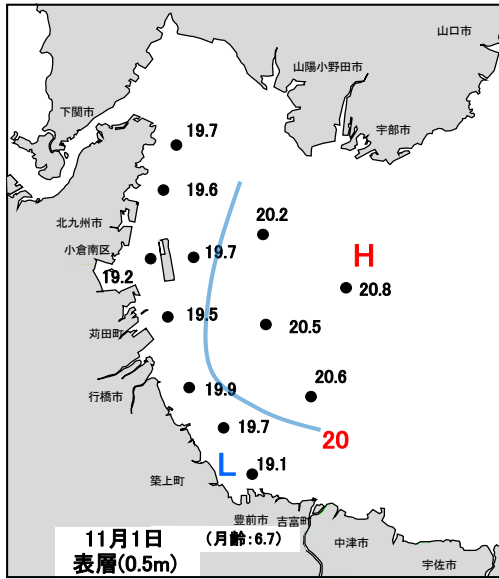 山口市
山陽小野田市
下関市
宇部市
19.7
19.6
北九州市
20.2
小倉南区
19.7
H
19.2
20.8
19.5
20.5
苅田町
19.9
20.6
行橋市
19.7
20
L
19.1
築上町
豊前市
吉富町
11月1日
(月齢:6.7)
中津市
表層(0.5m)
宇佐市